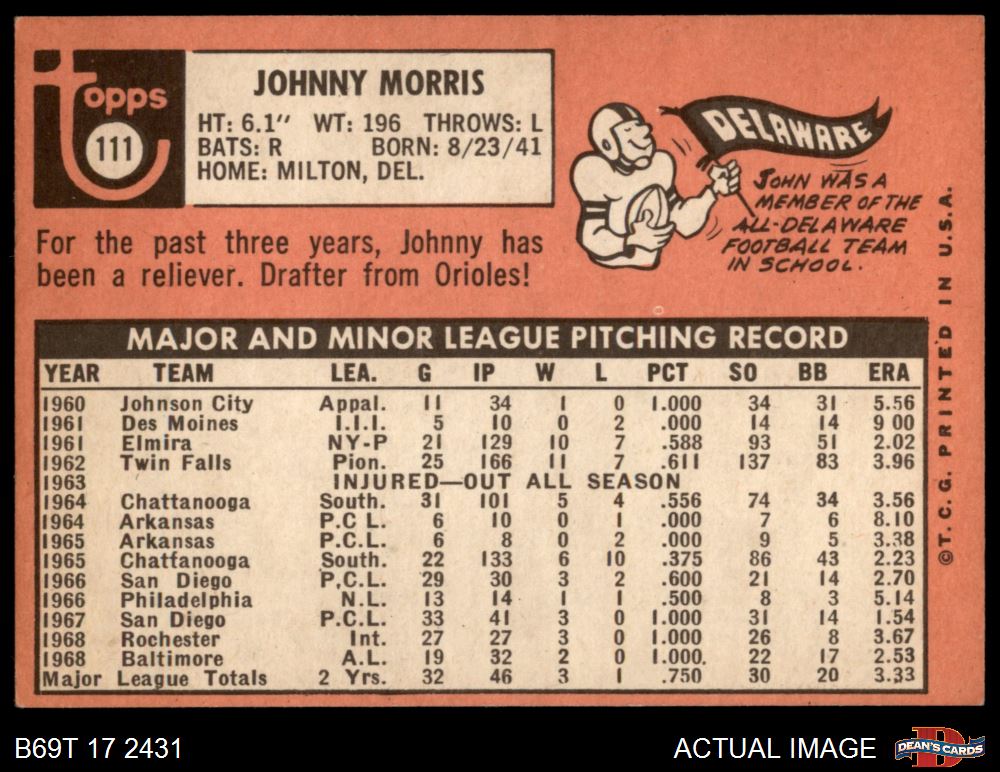 topps
111
JOHNNY MORRIS
HT: 6.1" WT: 196 THROWS: L
BATS: R BORN: 8/23/41
HOME: MILTON, DEL.
For the past three years, Johnny has
been a reliever. Drafter from Orioles!
DELAWARE
JOHN WAS A
MEMBER OF THE
ALL-DELAWARE
FOOTBALL TEAM
IN SCHOOL.
MAJOR AND MINOR LEAGUE PITCHING RECORD
YEAR TEAM LEA. G IP W L PCT SO BB ERA
1960 Johnson City Appal. 11 34 1 0 1.000 34 31 5.56
1961 Des Moines I.I.I. 5 10 0 2 .000 14 14 9 00
1961 Elmira NY-P 21 129 10 7 .588 93 51 2.02
1962 Twin Falls Pion. 25 166 11 7 .611 137 83 3.96
1963 INJURED—OUT ALL SEASON
1964 Chattanooga South. 31 101 5 4 .556 74 34 3.56
1964 Arkansas P.C L. 6 10 0 1 .000 7 6 8.10
1965 Arkansas P.C.L. 6 8 0 2 .000 9 5 3.38
1965 Chattanooga South. 22 133 6 10 .375 86 43 2.23
1966 San Diego P.C.L. 29 30 3 2 .600 21 14 2.70
1966 Philadelphia N.L. 13 14 1 1 .500 8 3 5.14
1967 San Diego P.C.L. 33 41 3 0 1.000 31 14 1.54
1968 Rochester Int. 27 27 3 0 1.000 26 8 3.67
1968 Baltimore A.L. 19 32 2 0 1.000. 22 17 2.53
Major League Totals 2 Yrs. 32 46 3 1 .750 30 20 3.33
©T. C. G. PRINTED IN U.S.A.
B69T 17 2431
ACTUAL IMAGE
DEAN'S CARDS